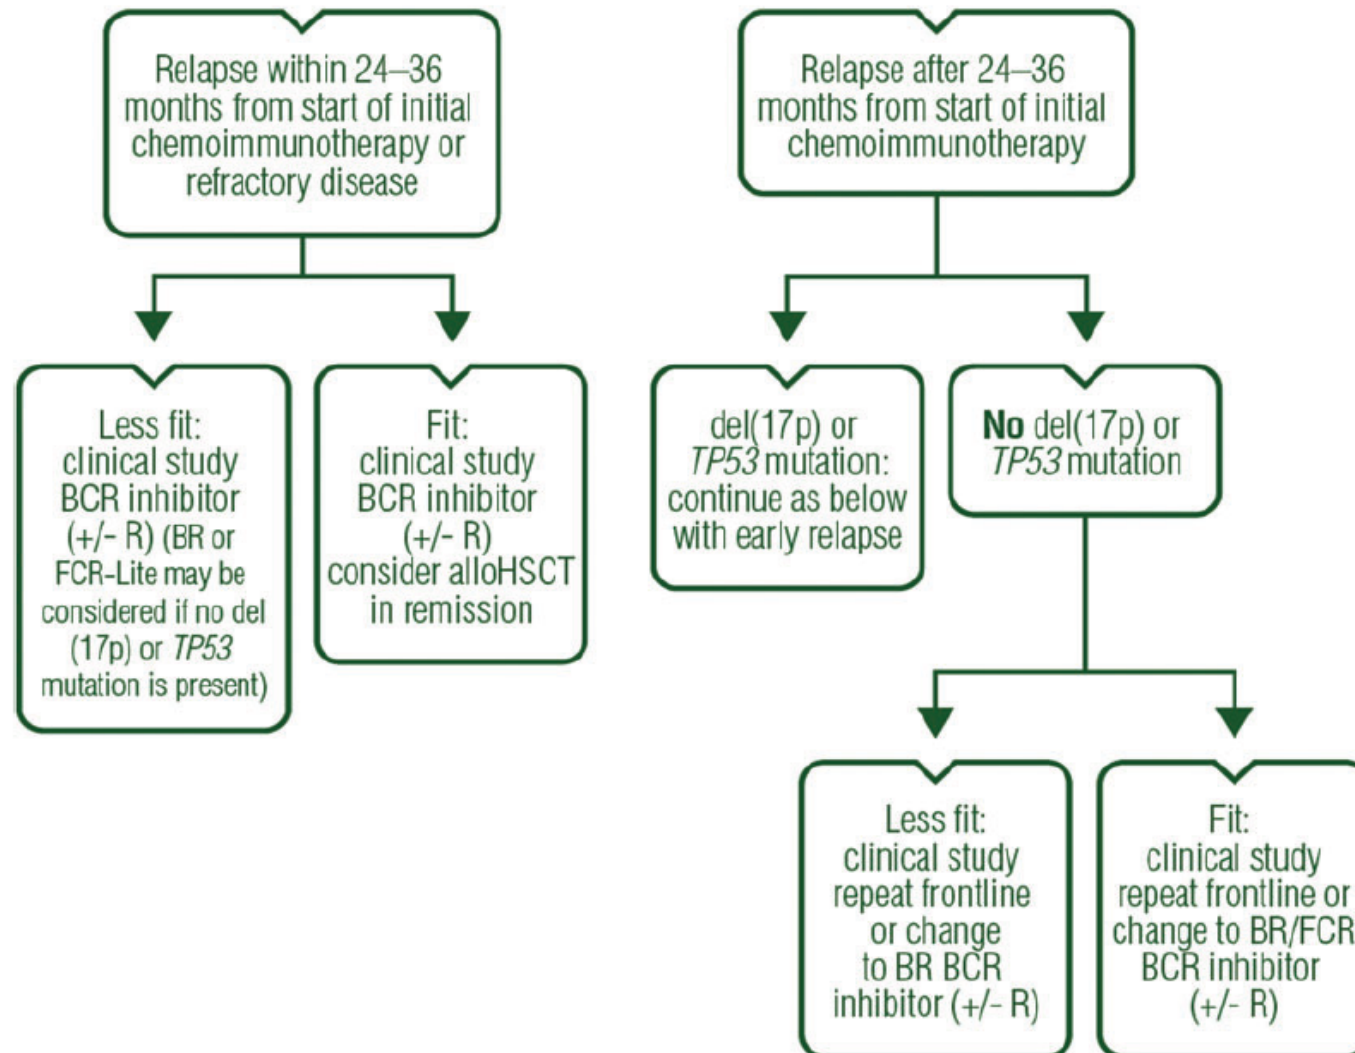 Relapse within 24–36
months from start of initial
chemoimmunotherapy or
refractory disease
Relapse after 24–36
months from start of initial
chemoimmunotherapy
Less fit:
clinical study
BCR inhibitor
(+/- R) (BR or
FCR-Lite may be
considered if no del
(17p) or TP53
mutation is present)
Fit:
clinical study
BCR inhibitor
(+/- R)
consider alloHSCT
in remission
del(17p) or
TP53 mutation:
continue as below
with early relapse
No del(17p) or
TP53 mutation
Less fit:
clinical study
repeat frontline
or change
to BR BCR
inhibitor (+/- R)
Fit:
clinical study
repeat frontline or
change to BR/FCR
BCR inhibitor
(+/- R)